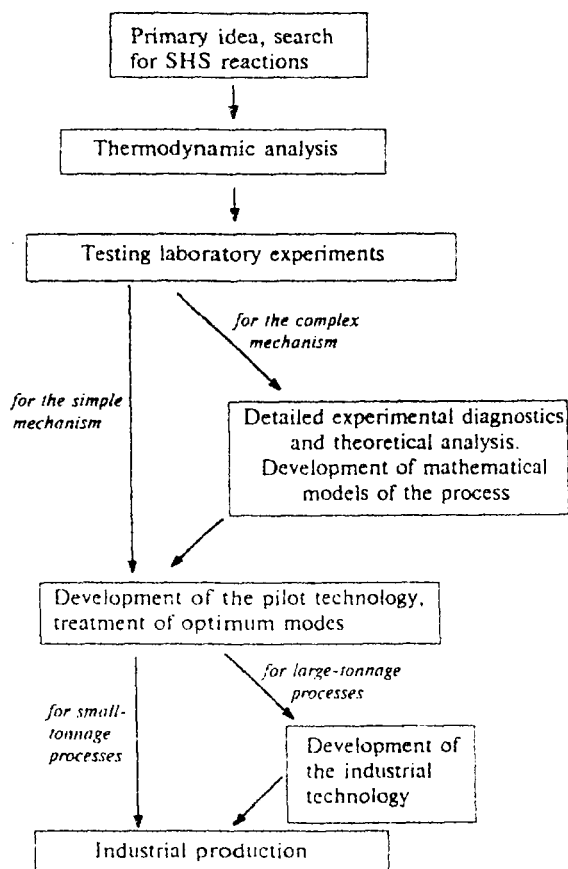 Primary idea, search
for SHS reactions
Thermodynamic analysis
Testing laboratory experiments
for the complex
mechanism
for the simple
mechanism
Detailed experimental diagnostics
and theoretical analysis.
Development of mathematical
models of the process
Development of the pilot technology,
treatment of optimum modes
for large-tonnage
processes
for small-
tonnage
processes
Development of
the industrial
technology
Industrial production